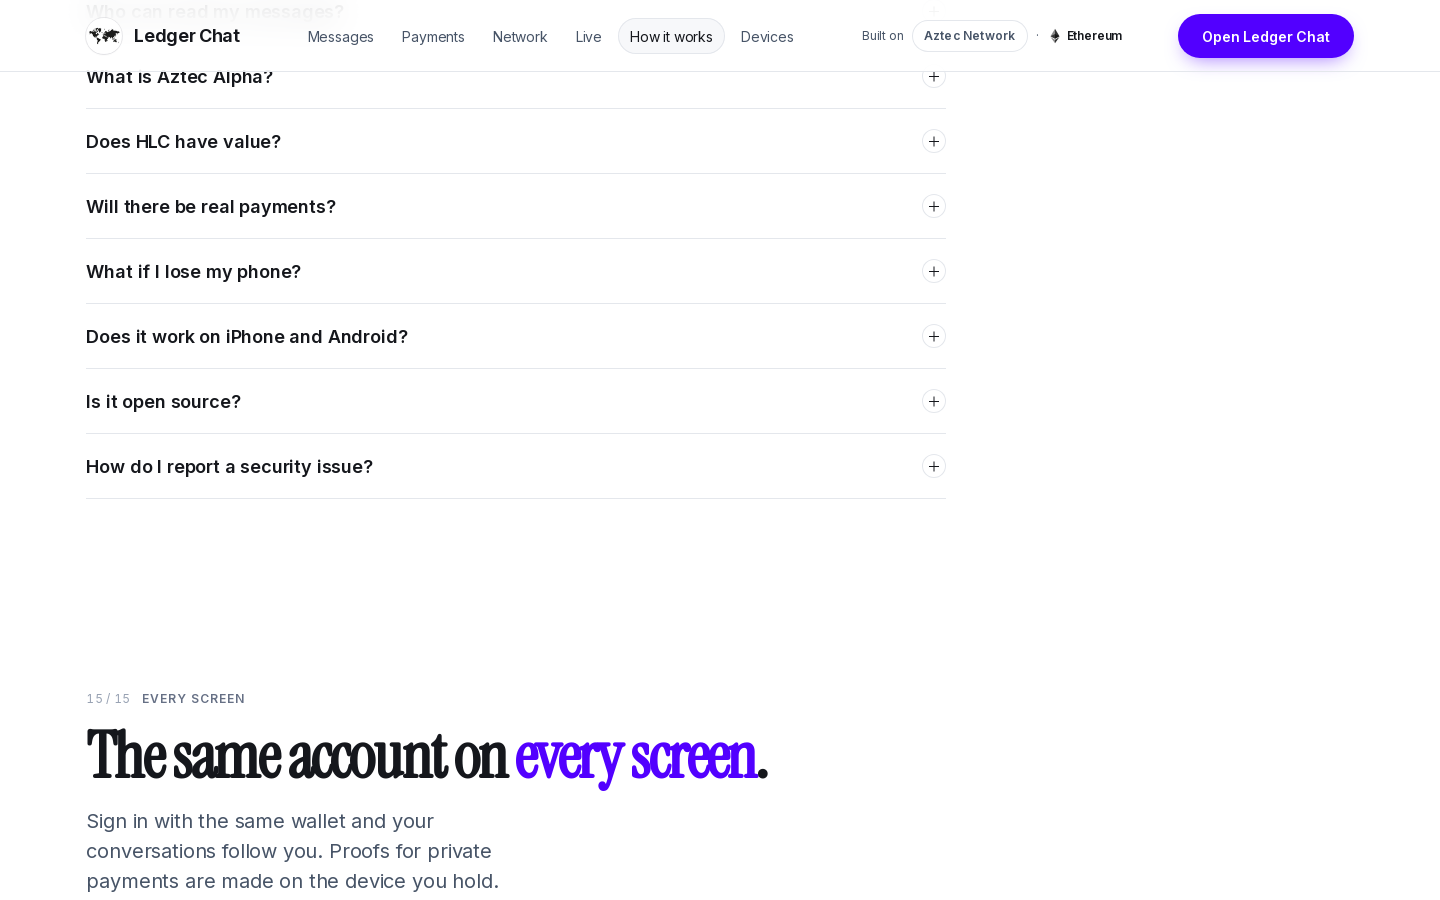 Who can read my messages?
Ledger Chat
Messages
Payments
Network
Live
How it works
Devices
Built on
Aztec Network
·
Ethereum
Open Ledger Chat
What is Aztec Alpha?
Does HLC have value?
Will there be real payments?
What if I lose my phone?
Does it work on iPhone and Android?
Is it open source?
How do I report a security issue?
15 / 15 EVERY SCREEN
The same account on every screen.
Sign in with the same wallet and your
conversations follow you. Proofs for private
payments are made on the device you hold.